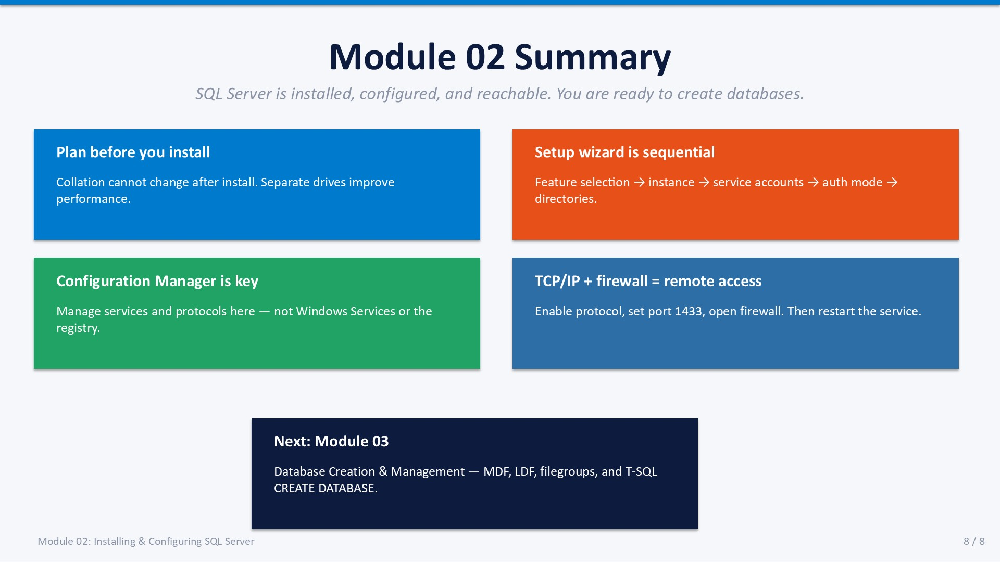 Module 02 Summary
SQL Server is installed, configured, and reachable. You are ready to create databases.
Plan before you install
Collation cannot change after install. Separate drives improve
performance.
Setup wizard is sequential
Feature selection → instance → service accounts → auth mode →
directories.
Configuration Manager is key
Manage services and protocols here — not Windows Services or the
registry.
TCP/IP + firewall = remote access
Enable protocol, set port 1433, open firewall. Then restart the service.
Next: Module 03
Database Creation & Management — MDF, LDF, filegroups, and T-SQL
CREATE DATABASE.
Module 02: Installing & Configuring SQL Server
8 / 8